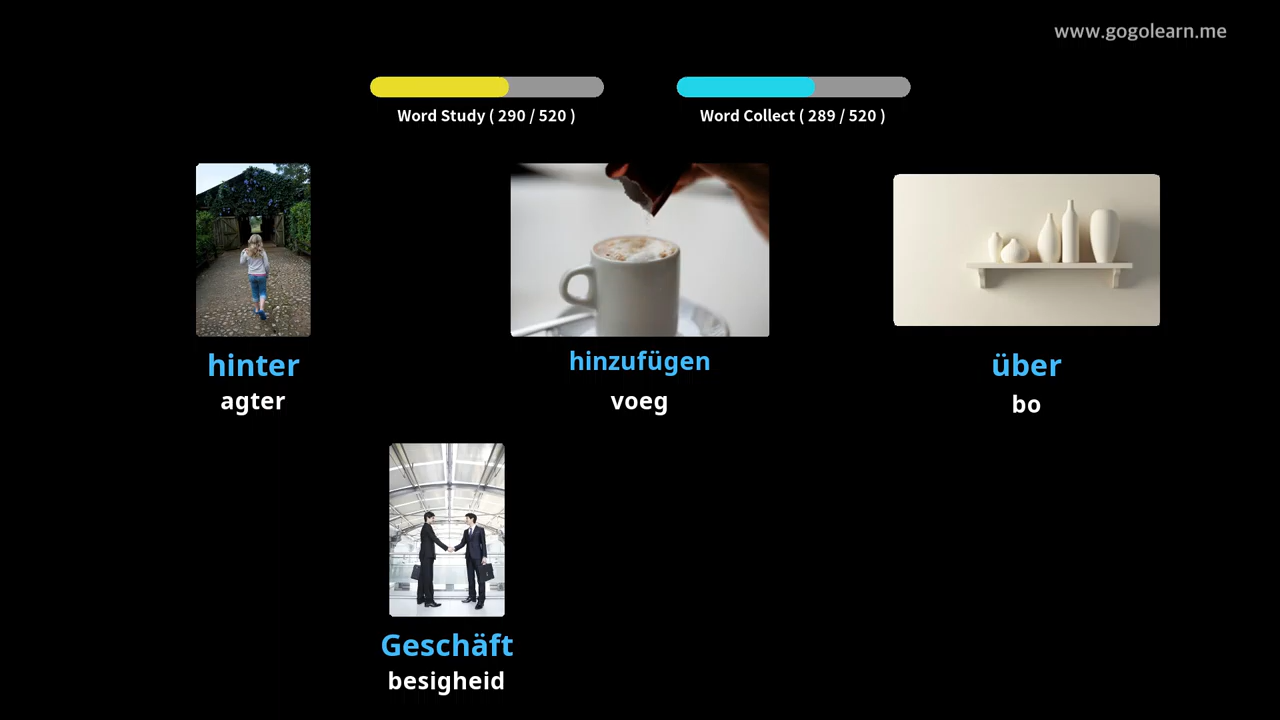 www.gogolearn.me
Word Study ( 290 / 520 )
Word Collect ( 289 / 520 )
hinter
agter
hinzufügen
voeg
über
bo
Geschäft
besigheid